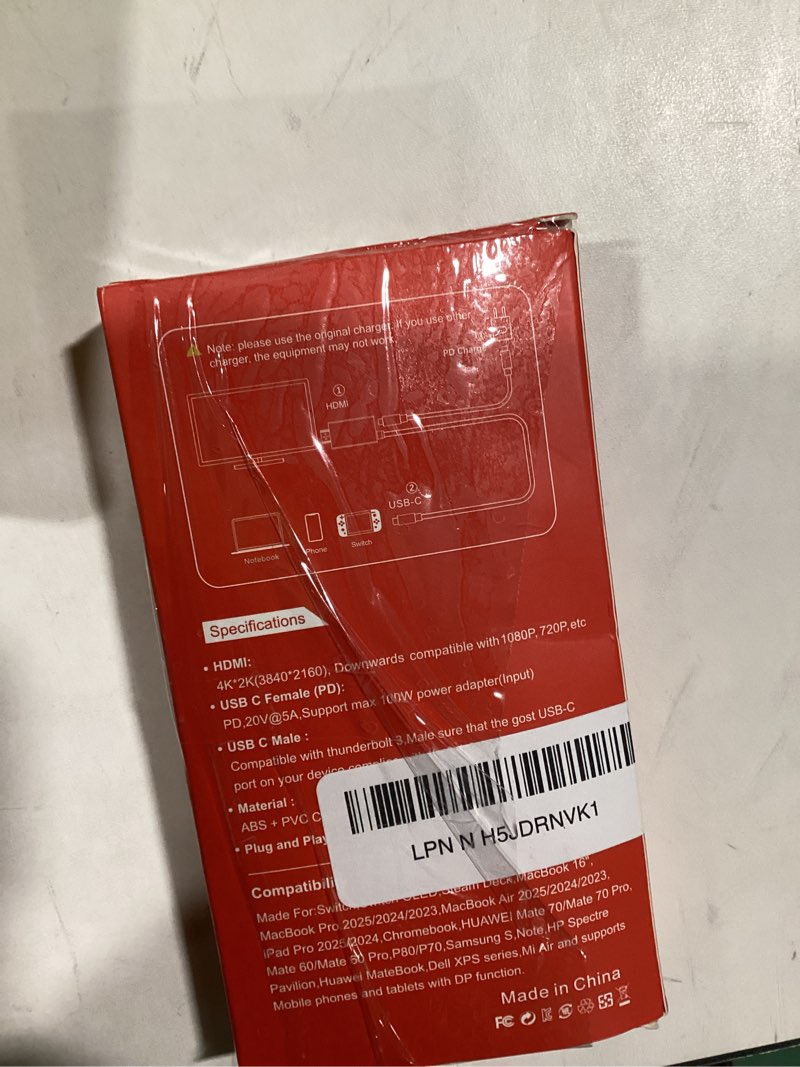 Note: please use the original charger, if you use other
charger, the equipment may not work
PD Charger
①
HDMI
②
USB-C
Notebook
Phone
Switch
Specifications
• HDMI:
4K*2K(3840*2160), Downwards compatible with 1080P, 720P, etc
• USB C Female (PD):
PD,20V@5A,Support max 100W power adapter(Input)
• USB C Male :
Compatible with thunderbolt 3,Male sure that the gost USB-C
port on your device
• Material :
ABS + PVC
• Plug and Play
LPN N H5JDRNVK1
Made For:Switch OLED,Steam Deck,MacBook 16",
MacBook Pro 2025/2024/2023,MacBook Air 2025/2024/2023,
iPad Pro 2025/2024,Chromebook,HUAWEI Mate 70/Mate 70 Pro,
Mate 60/Mate 60 Pro,P80/P70,Samsung S,Note,HP Spectre
Pavilion,Huawei MateBook,Dell XPS series,Mi Air and supports
Mobile phones and tablets with DP function.
Made in China
FC